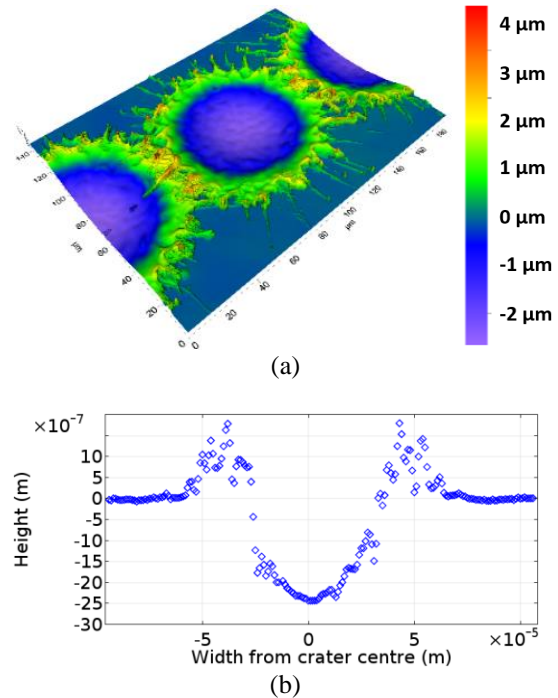 4 µm
3 µm
2 µm
1 µm
0 µm
-1 µm
-2 µm
140
120
100
80
60
40
20
0
0
20
40
60
80
100
120
140
160
180
µm
(a)
×10⁻⁷
10
5
0
-5
-10
-15
-20
-25
-30
Height (m)
-5 0 5 ×10⁻⁵
Width from crater centre (m)
(b)